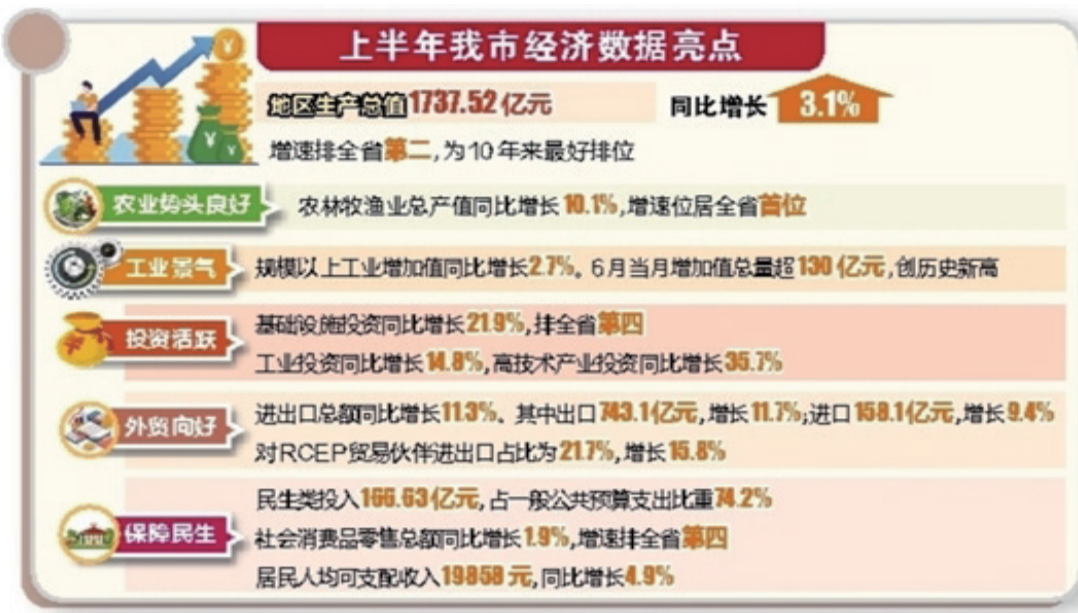 上半年我市经济数据亮点
地区生产总值1737.52亿元 同比增长 3.1%
增速排全省第二,为10年来最好排位
农业势头良好 农林牧渔业总产值同比增长10.1%,增速位居全省首位
工业景气 规模以上工业增加值同比增长2.7%。6月当月增加值总量超130亿元,创历史新高
投资活跃
基础设施投资同比增长21.9%,排全省第四
工业投资同比增长14.8%,高技术产业投资同比增长35.7%
外贸向好
进出口总额同比增长11.3%。其中出口743.1亿元,增长11.7%;进口158.1亿元,增长9.4%
对RCEP贸易伙伴进出口占比为21.7%,增长15.8%
保障民生
民生类投入166.63亿元,占一般公共预算支出比重74.2%
社会消费品零售总额同比增长1.9%,增速排全省第四
居民人均可支配收入19858元,同比增长4.9%